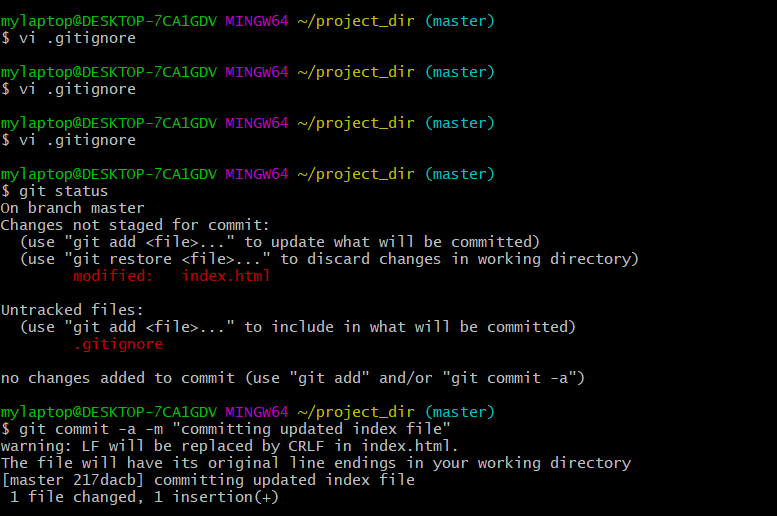 mylaptop@DESKTOP-7CA1GDV MINGW64 ~/project_dir (master)
$ vi .gitignore
mylaptop@DESKTOP-7CA1GDV MINGW64 ~/project_dir (master)
$ vi .gitignore
mylaptop@DESKTOP-7CA1GDV MINGW64 ~/project_dir (master)
$ vi .gitignore
mylaptop@DESKTOP-7CA1GDV MINGW64 ~/project_dir (master)
$ git status
On branch master
Changes not staged for commit:
  (use "git add <file>..." to update what will be committed)
  (use "git restore <file>..." to discard changes in working directory)
        modified:   index.html
Untracked files:
  (use "git add <file>..." to include in what will be committed)
        .gitignore
no changes added to commit (use "git add" and/or "git commit -a")
mylaptop@DESKTOP-7CA1GDV MINGW64 ~/project_dir (master)
$ git commit -a -m "committing updated index file"
warning: LF will be replaced by CRLF in index.html.
The file will have its original line endings in your working directory
[master 217dacb] committing updated index file
 1 file changed, 1 insertion(+)